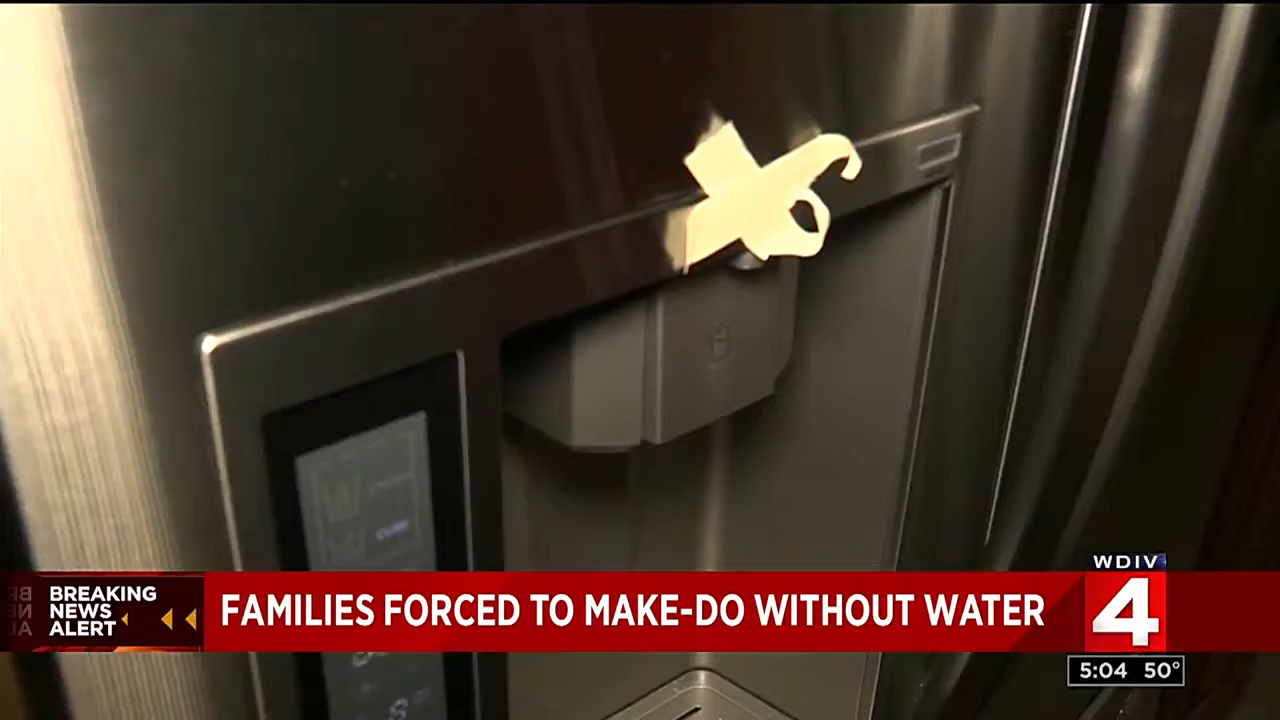 BREAKING
NEWS
ALERT
FAMILIES FORCED TO MAKE-DO WITHOUT WATER
WDIV
4
5:04 50°